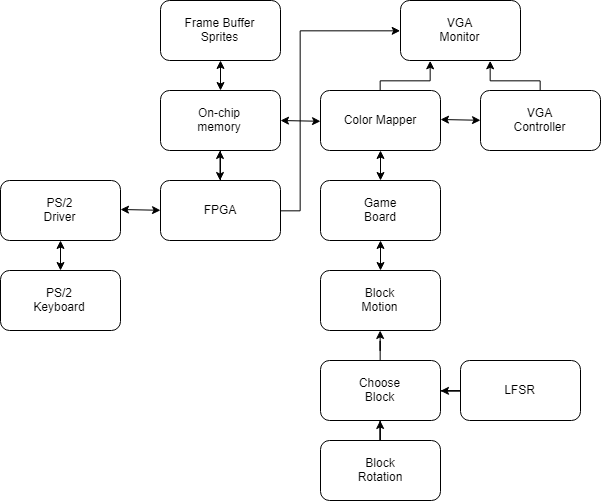 Frame Buffer
Sprites
VGA
Monitor
On-chip
memory
Color Mapper
VGA
Controller
PS/2
Driver
FPGA
Game
Board
PS/2
Keyboard
Block
Motion
Choose
Block
LFSR
Block
Rotation